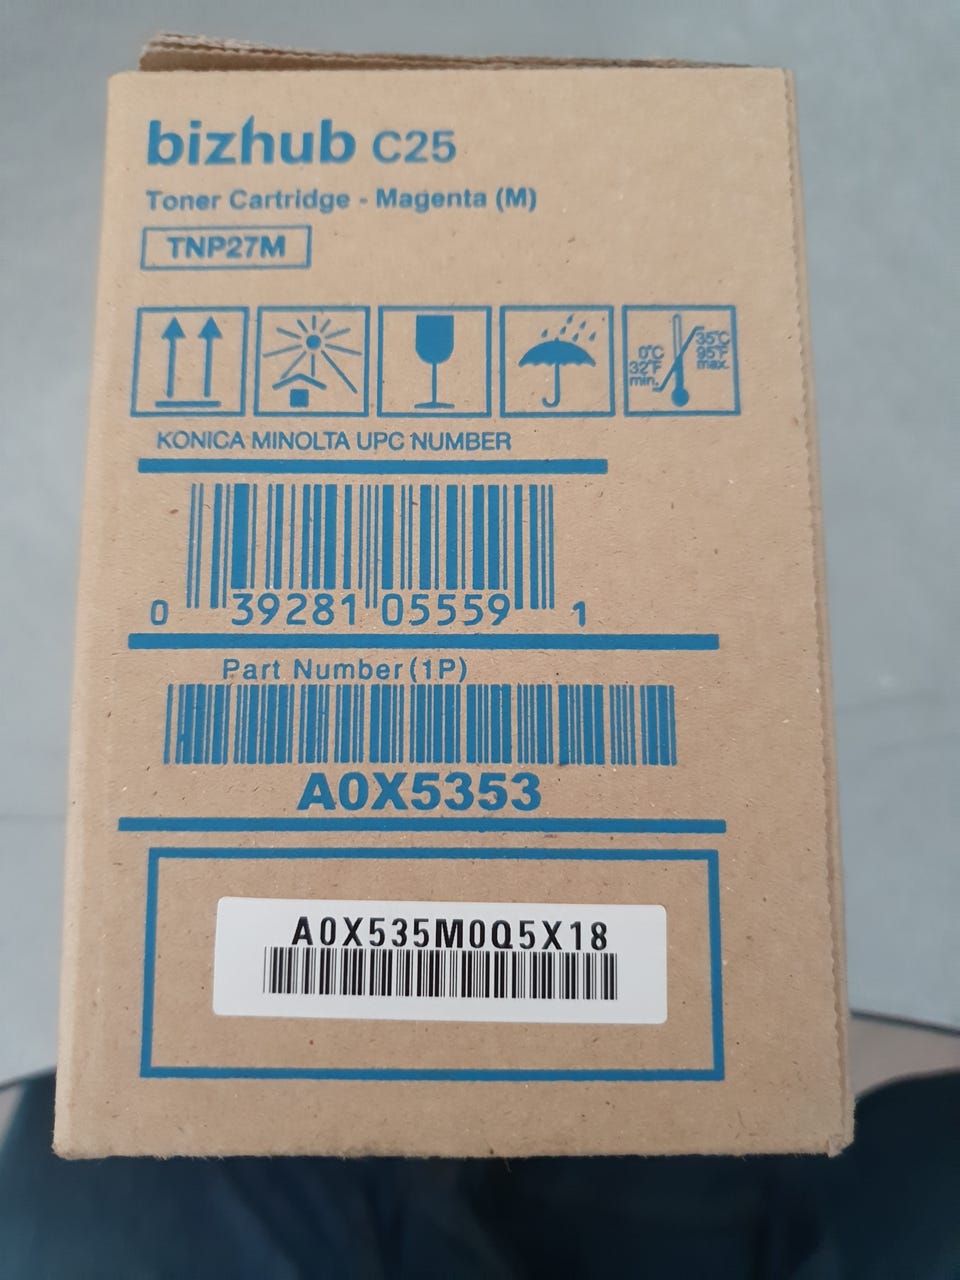 bizhub C25
Toner Cartridge - Magenta (M)
TNP27M
0°C
32°F
min.
35°C
95°F
max.
KONICA MINOLTA UPC NUMBER
0 39281 05559 1
Part Number (1P)
A0X5353
A0X535M0Q5X18